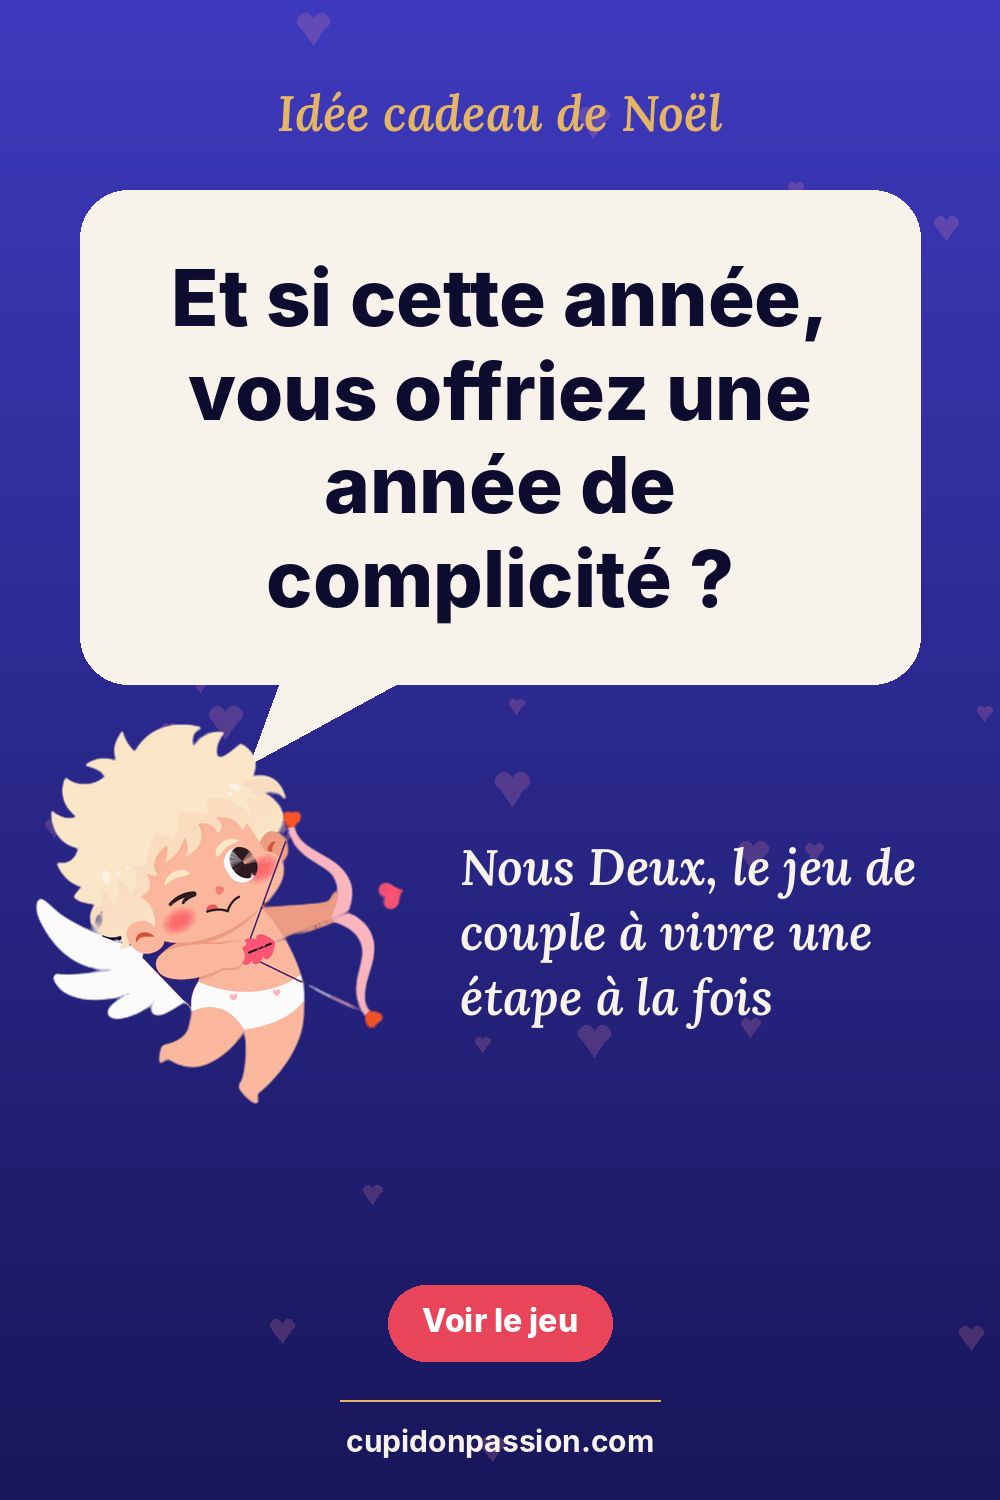 Idée cadeau de Noël
Et si cette année,
vous offriez une
année de
complicité ?
Nous Deux, le jeu de
couple à vivre une
étape à la fois
Voir le jeu
cupidonpassion.com